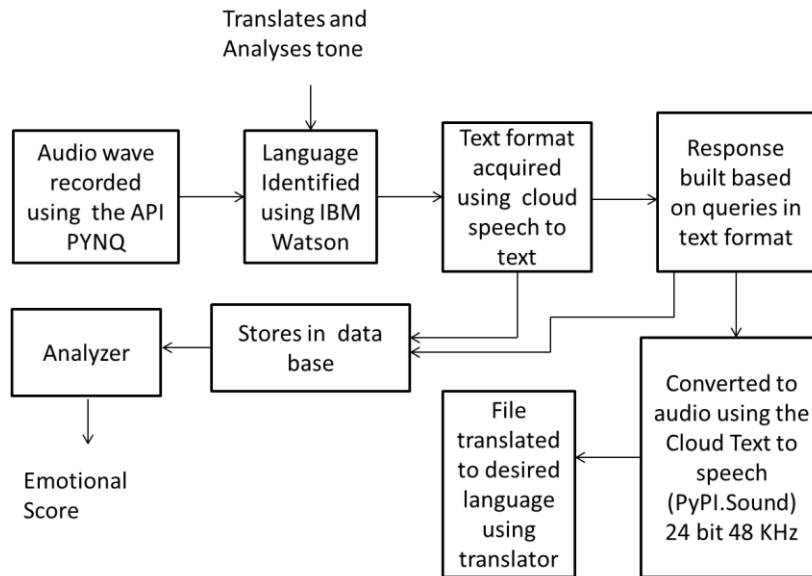 Translates and
Analyses tone
Audio wave
recorded
using the API
PYNQ
Language
Identified
using IBM
Watson
Text format
acquired
using cloud
speech to
text
Response
built based
on queries in
text format
Analyzer
Stores in data
base
File
translated
to desired
language
using
translator
Converted to
audio using the
Cloud Text to
speech
(PyPI.Sound)
24 bit 48 KHz
Emotional
Score